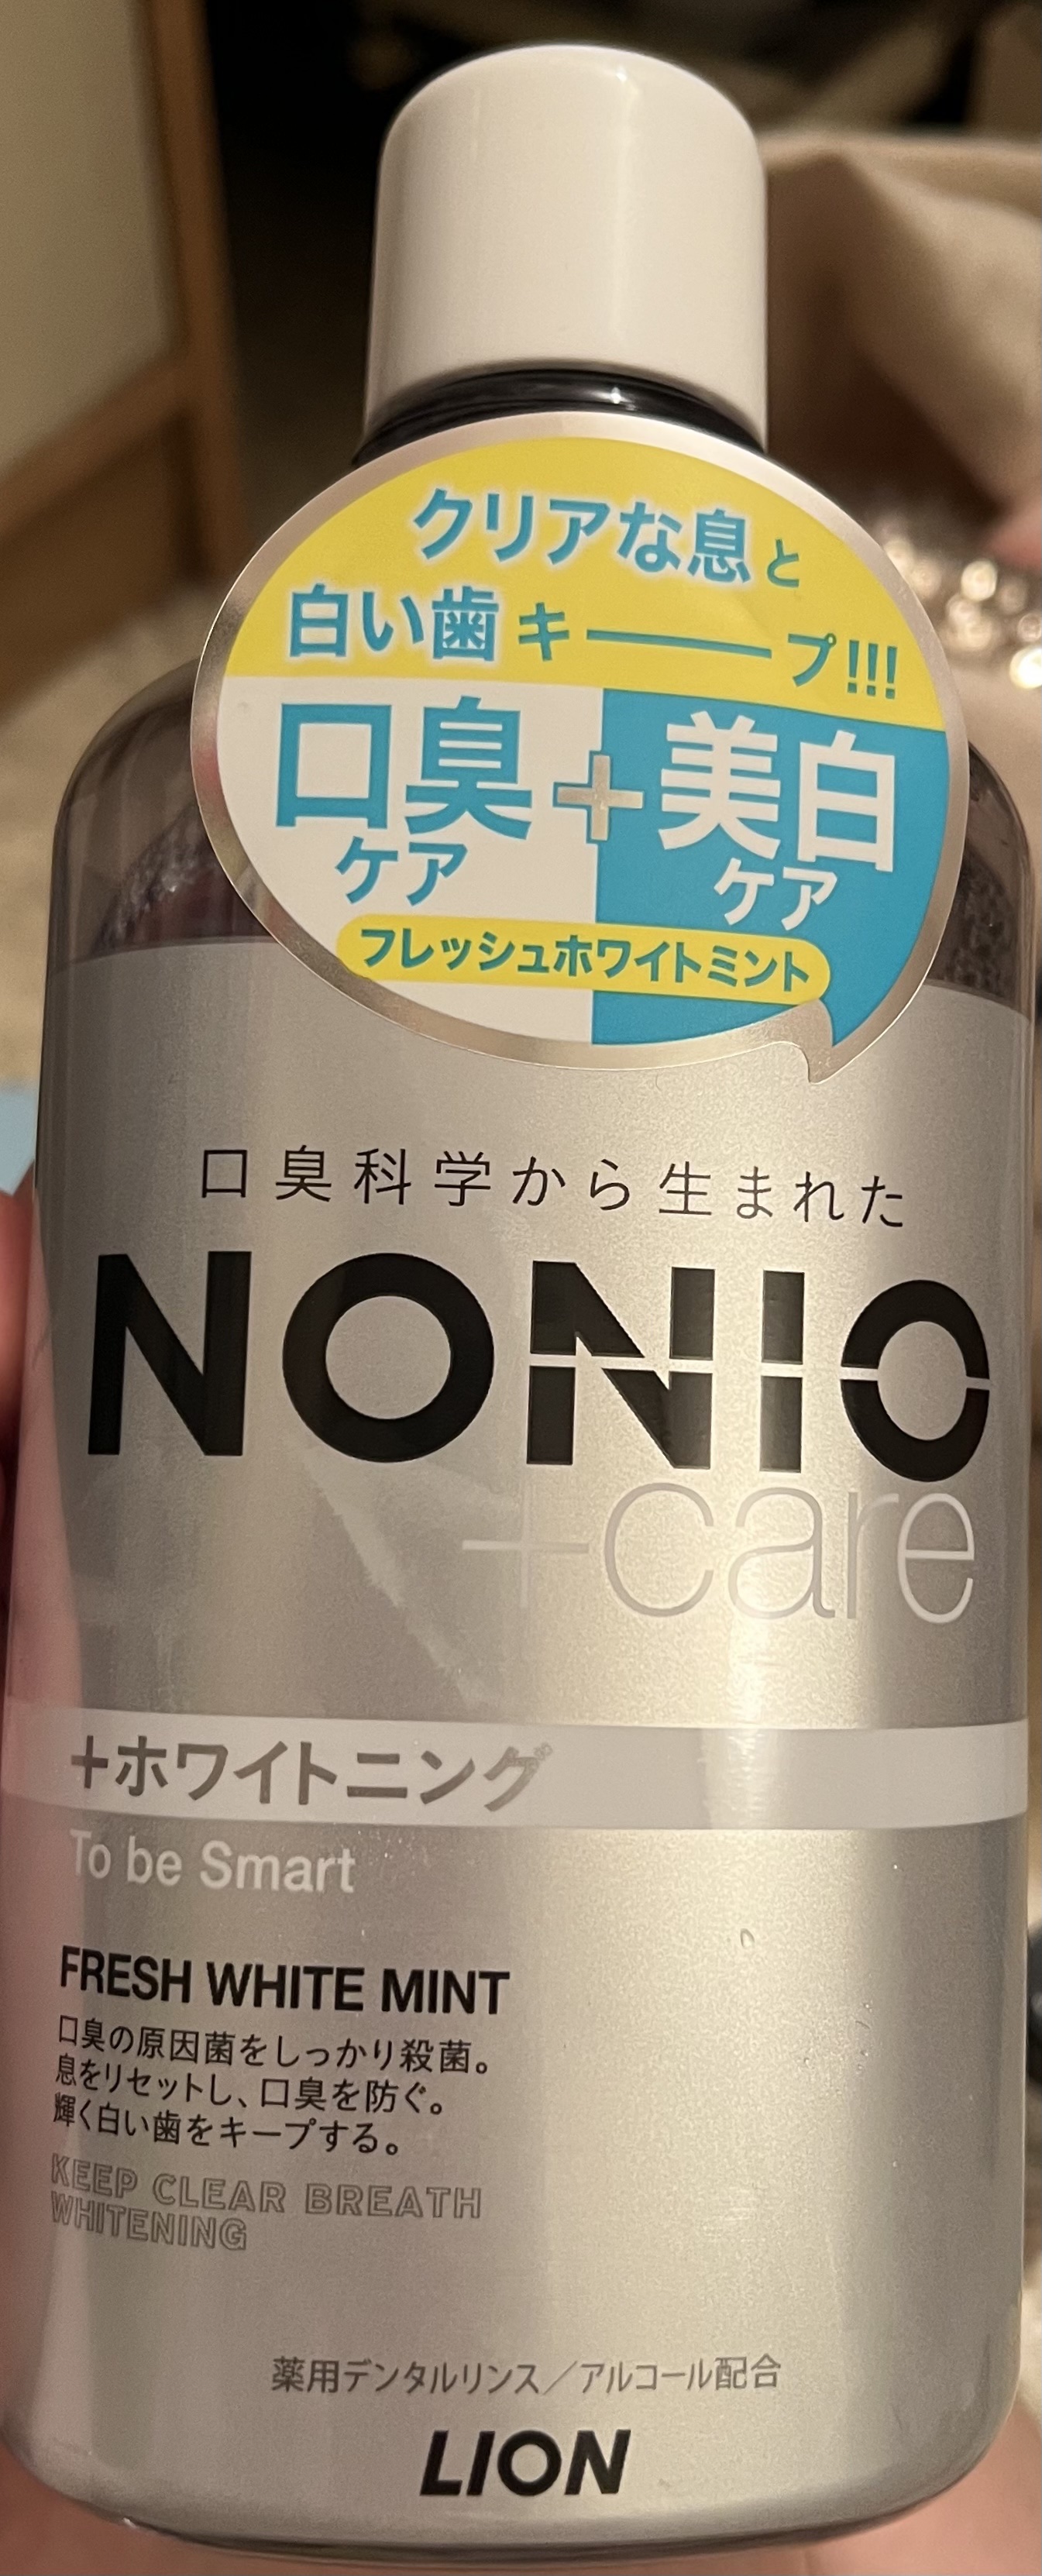 クリアな息と
白い歯キ――プ!!!
口臭+美白
ケア ケア
フレッシュホワイトミント
口臭科学から生まれた
NONIO
+care
+ホワイトニング※
To be Smart
FRESH WHITE MINT
口臭の原因菌をしっかり殺菌。
息をリセットし、口臭を防ぐ。
輝く白い歯をキープする。
KEEP CLEAR BREATH
WHITENING
薬用デンタルリンス/アルコール配合
LION